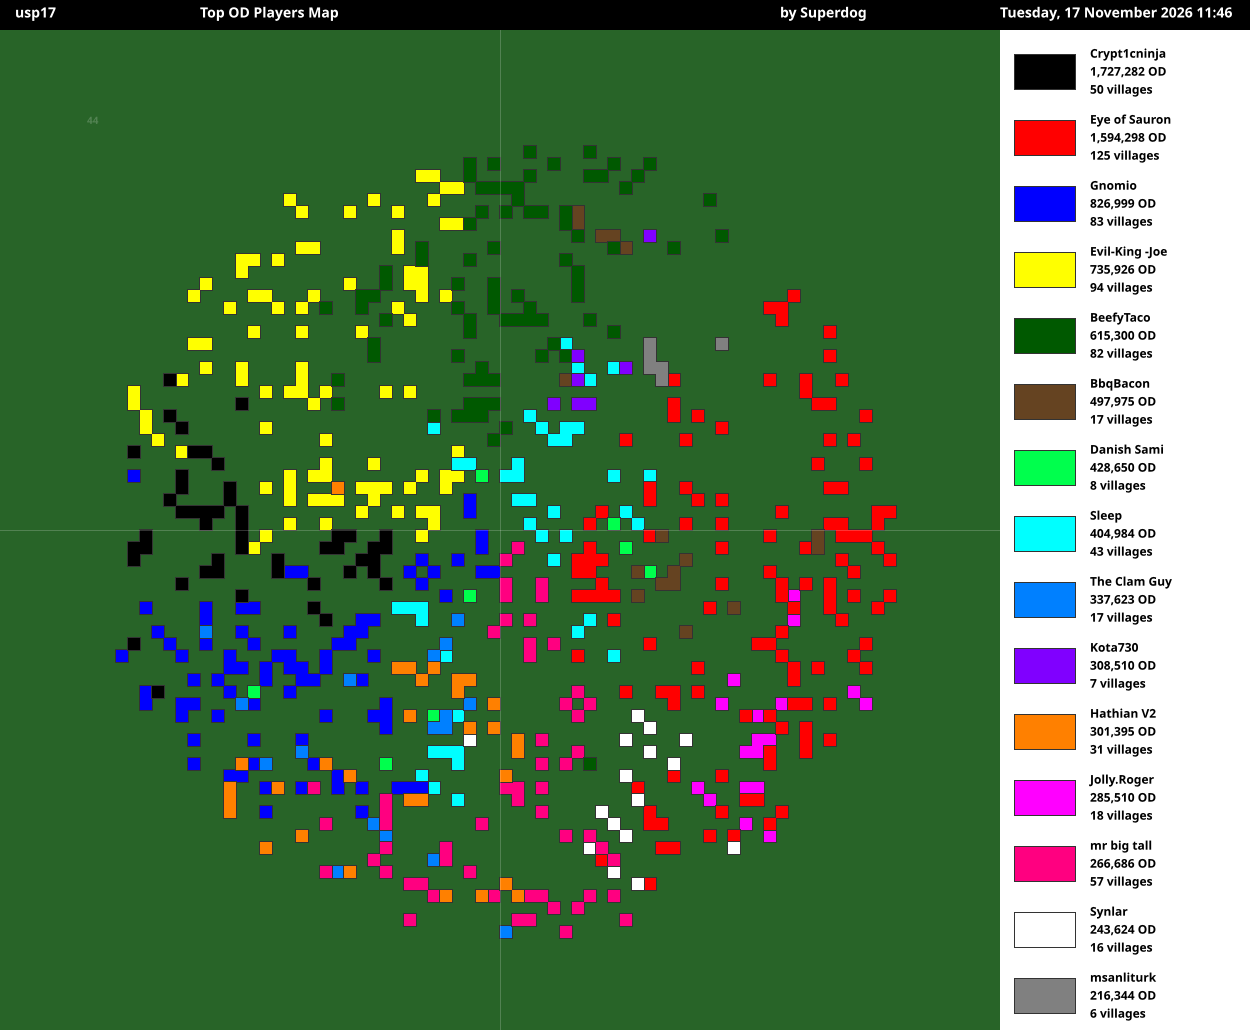 usp17 Top OD Players Map by Superdog Tuesday, 17 November 2026 11:46
44
Crypt1cninja
1,727,282 OD
50 villages
Eye of Sauron
1,594,298 OD
125 villages
Gnomio
826,999 OD
83 villages
Evil-King -Joe
735,926 OD
94 villages
BeefyTaco
615,300 OD
82 villages
BbqBacon
497,975 OD
17 villages
Danish Sami
428,650 OD
8 villages
Sleep
404,984 OD
43 villages
The Clam Guy
337,623 OD
17 villages
Kota730
308,510 OD
7 villages
Hathian V2
301,395 OD
31 villages
Jolly.Roger
285,510 OD
18 villages
mr big tall
266,686 OD
57 villages
Synlar
243,624 OD
16 villages
msanliturk
216,344 OD
6 villages